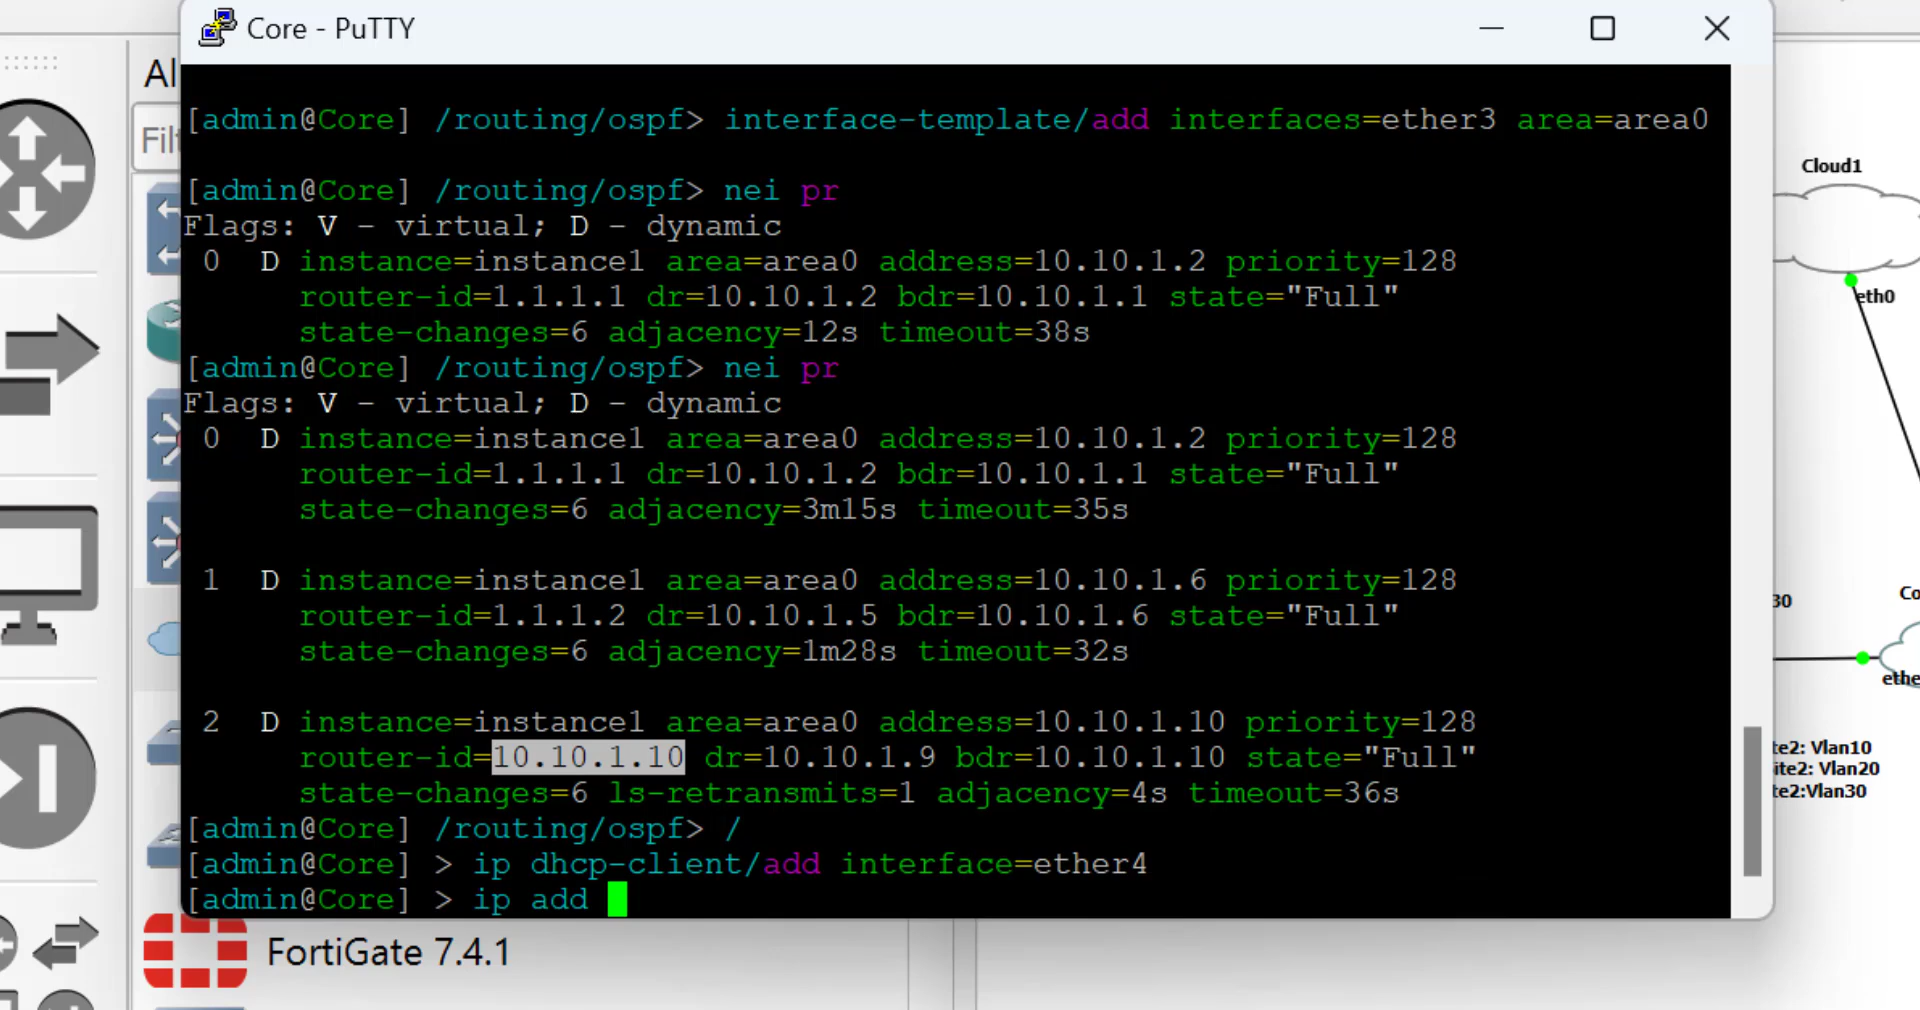 Core - PuTTY
Al
Filt
[admin@Core] /routing/ospf> interface-template/add interfaces=ether3 area=area0
[admin@Core] /routing/ospf> nei pr
Flags: V - virtual; D - dynamic
0 D instance=instance1 area=area0 address=10.10.1.2 priority=128
router-id=1.1.1.1 dr=10.10.1.2 bdr=10.10.1.1 state="Full"
state-changes=6 adjacency=12s timeout=38s
[admin@Core] /routing/ospf> nei pr
Flags: V - virtual; D - dynamic
0 D instance=instance1 area=area0 address=10.10.1.2 priority=128
router-id=1.1.1.1 dr=10.10.1.2 bdr=10.10.1.1 state="Full"
state-changes=6 adjacency=3m15s timeout=35s
1 D instance=instance1 area=area0 address=10.10.1.6 priority=128
router-id=1.1.1.2 dr=10.10.1.5 bdr=10.10.1.6 state="Full"
state-changes=6 adjacency=1m28s timeout=32s
2 D instance=instance1 area=area0 address=10.10.1.10 priority=128
router-id=10.10.1.10 dr=10.10.1.9 bdr=10.10.1.10 state="Full"
state-changes=6 ls-retransmits=1 adjacency=4s timeout=36s
[admin@Core] /routing/ospf> /
[admin@Core] > ip dhcp-client/add interface=ether4
[admin@Core] > ip add
FortiGate 7.4.1
Cloud1
eth0
30
Co
ethe
te2: Vlan10
ite2: Vlan20
te2:Vlan30